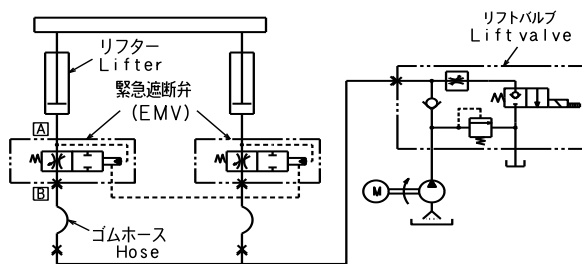 リフター
Lifter
緊急遮断弁
(EMV)
A
B
ゴムホース
Hose
リフトバルブ
Lift valve
M